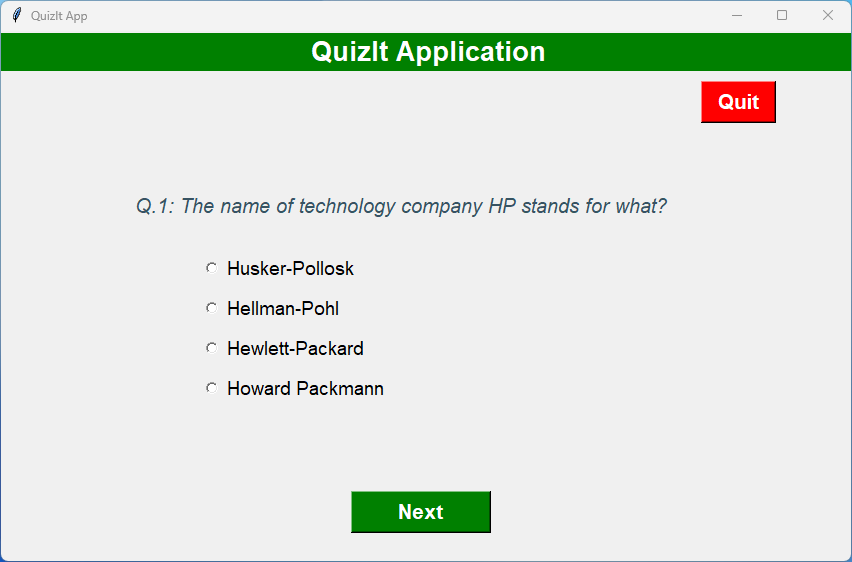 QuizIt App
QuizIt Application
Quit
Q.1: The name of technology company HP stands for what?
Husker-Pollosk
Hellman-Pohl
Hewlett-Packard
Howard Packmann
Next